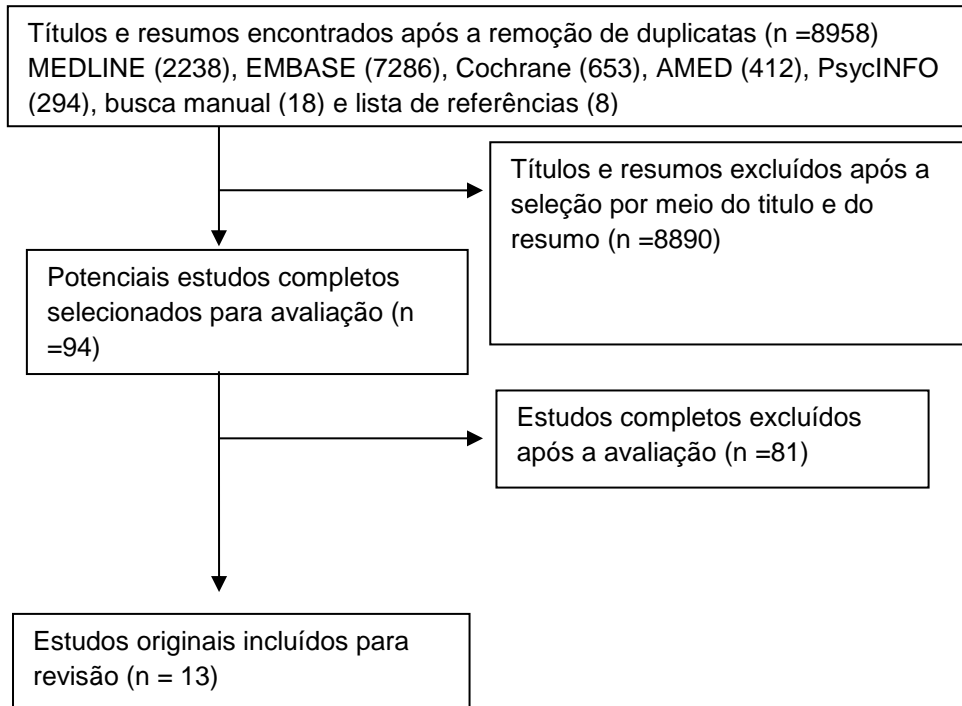 Títulos e resumos encontrados após a remoção de duplicatas (n =8958)
MEDLINE (2238), EMBASE (7286), Cochrane (653), AMED (412), PsycINFO
(294), busca manual (18) e lista de referências (8)
Títulos e resumos excluídos após a
seleção por meio do titulo e do
resumo (n =8890)
Potenciais estudos completos
selecionados para avaliação (n
=94)
Estudos completos excluídos
após a avaliação (n =81)
Estudos originais incluídos para
revisão (n = 13)